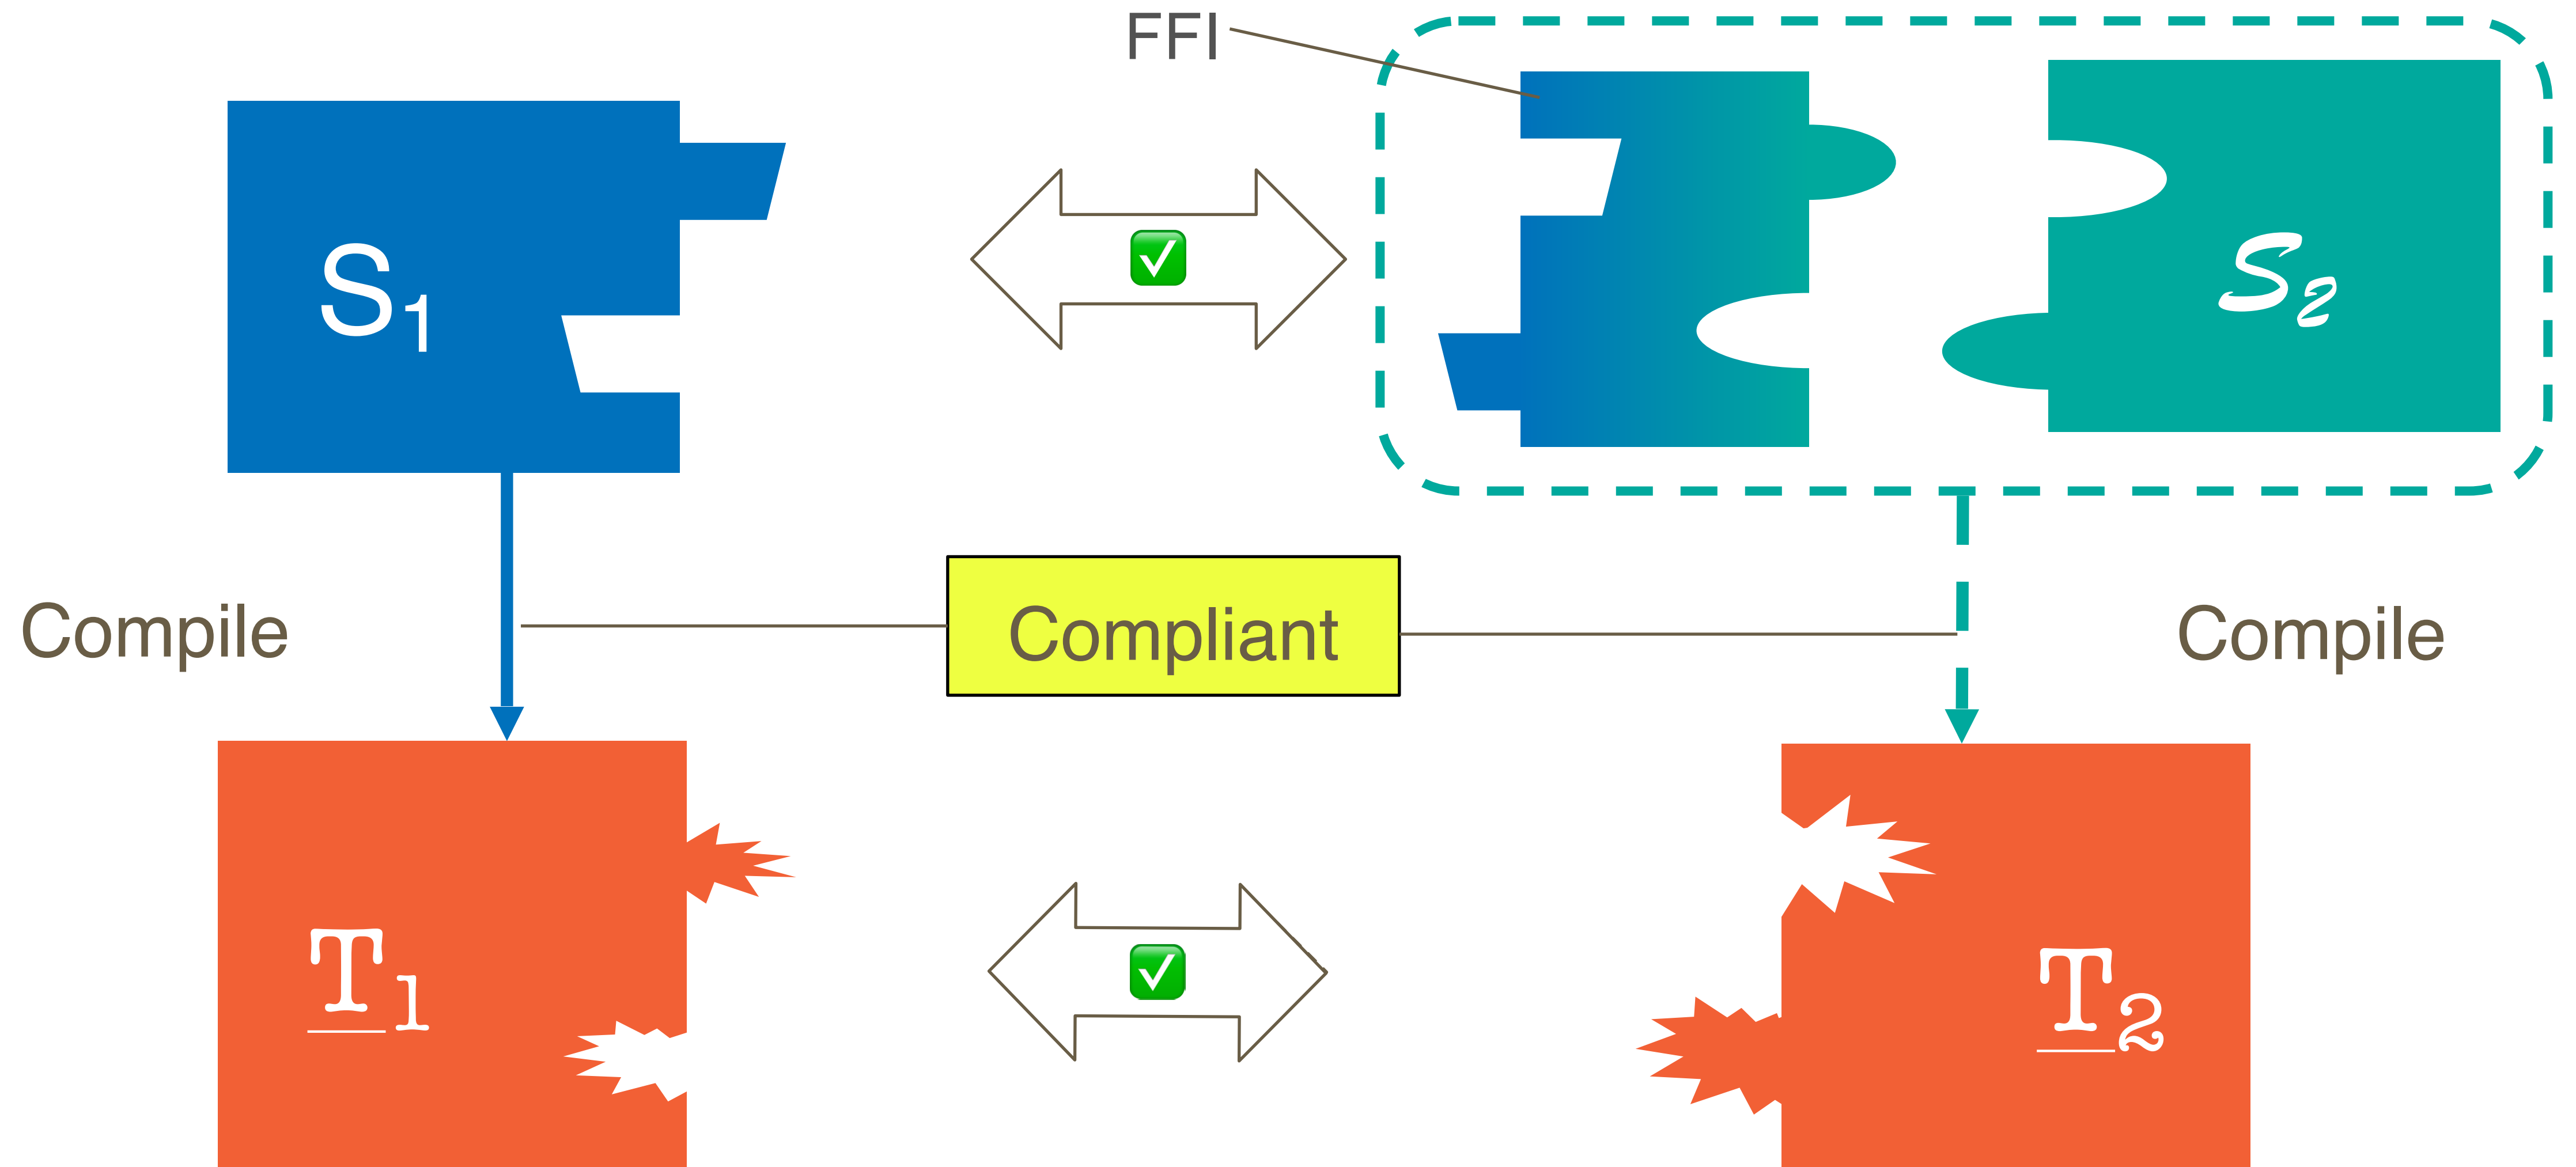 FFI
S₁
S₂
Compile
Compliant
Compile
T₁
T₂